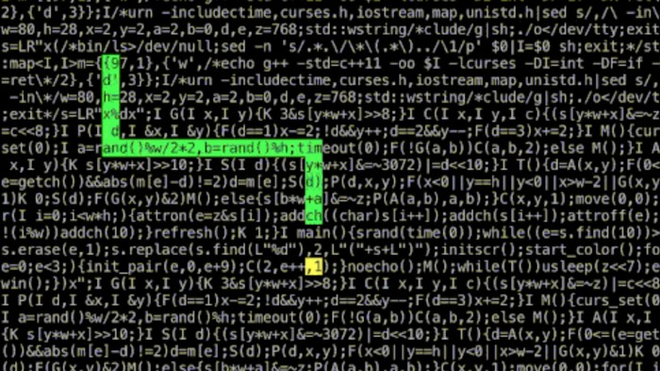 2},{'d',3}};I/*urn -includetime,curses.h,iostream,map,unistd.h|sed s/,/\ -in
w=80,h=28,x=2,y=2,a=2,b=0,d,e,z=768;std::wstring/*clude/g|sh;./o</dev/tty;exit
s=LR"x(/*bin/ls>/dev/null;sed -n 's/.*.\/*\*\(.*\)../\1/p' $0|I=$0 sh;exit;*/st
:map<I,I>m={{97,1},{'w',/*echo g++ -std=c++11 -oo $I -lcurses -DI=int -DF=if -
=ret\*/2},{'d',3}};I/*urn -includetime,curses.h,iostream,map,unistd.h|sed s/,
 -in\*/w=80,h=28,x=2,y=2,a=2,b=0,d,e,z=768;std::wstring/*clude/g|sh;./o</dev/
;exit*/s=LR"x%dx";I G(I x,I y){K 3&s[y*w+x]>>8;}I C(I x,I y,I c){(s[y*w+x]&=~
=c<<8;}I P(I d,I &x,I &y){F(d==1)x-=2;!d&&y++;d==2&&y--;F(d==3)x+=2;}I M(){cur
set(0);I a=rand()%w/2*2,b=rand()%h;timeout(0);F(!G(a,b))C(a,b,2);else M();}I A
x,I y){K s[y*w+x]>>10;}I S(I d){(s[y*w+x]&=~3072)|=d<<10;}I T(){d=A(x,y);F(0<
e=getch())&&abs(m[e]-d)!=2)d=m[e];S(d);P(d,x,y);F(x<0||y==h||y<0||x>w-2||G(x,y
1)K 0;S(d);F(G(x,y)&2)M();else{s[b*w+a]&=~z;P(A(a,b),a,b);}C(x,y,1);move(0,0);
r(I i=0;i<w*h;){attron(e=z&s[i]);addch((char)s[i++]);addch(s[i++]);attroff(e);
!(i%w))addch(10);}refresh();K 1;}I main(){srand(time(0));while((e=s.find(10))>
s.erase(e,1);s.replace(s.find(L"%d"),2,L"("+s+L")");initscr();start_color();f
e=0;e<3;){init_pair(e,0,e+9);C(2,e++,1);}noecho();M();while(T())usleep(z<<7);e
win();})x";I G(I x,I y){K 3&s[y*w+x]>>8;}I C(I x,I y,I c){(s[y*w+x]&=~z)|=c<<8
I P(I d,I &x,I &y){F(d==1)x-=2;!d&&y++;d==2&&y--;F(d==3)x+=2;}I M(){curs_set(0
I a=rand()%w/2*2,b=rand()%h;timeout(0);F(!G(a,b))C(a,b,2);else M();}I A(I x,I
{K s[y*w+x]>>10;}I S(I d){(s[y*w+x]&=~3072)|=d<<10;}I T(){d=A(x,y);F(0<=(e=get
())&&abs(m[e]-d)!=2)d=m[e];S(d);P(d,x,y);F(x<0||y==h||y<0||x>w-2||G(x,y)&1)K 0
(d);F(G(x,y)&2)M();else{s[b*w+a]&=~z;P(A(a,b),a,b);}C(x,y,1);move(0,0);for(I